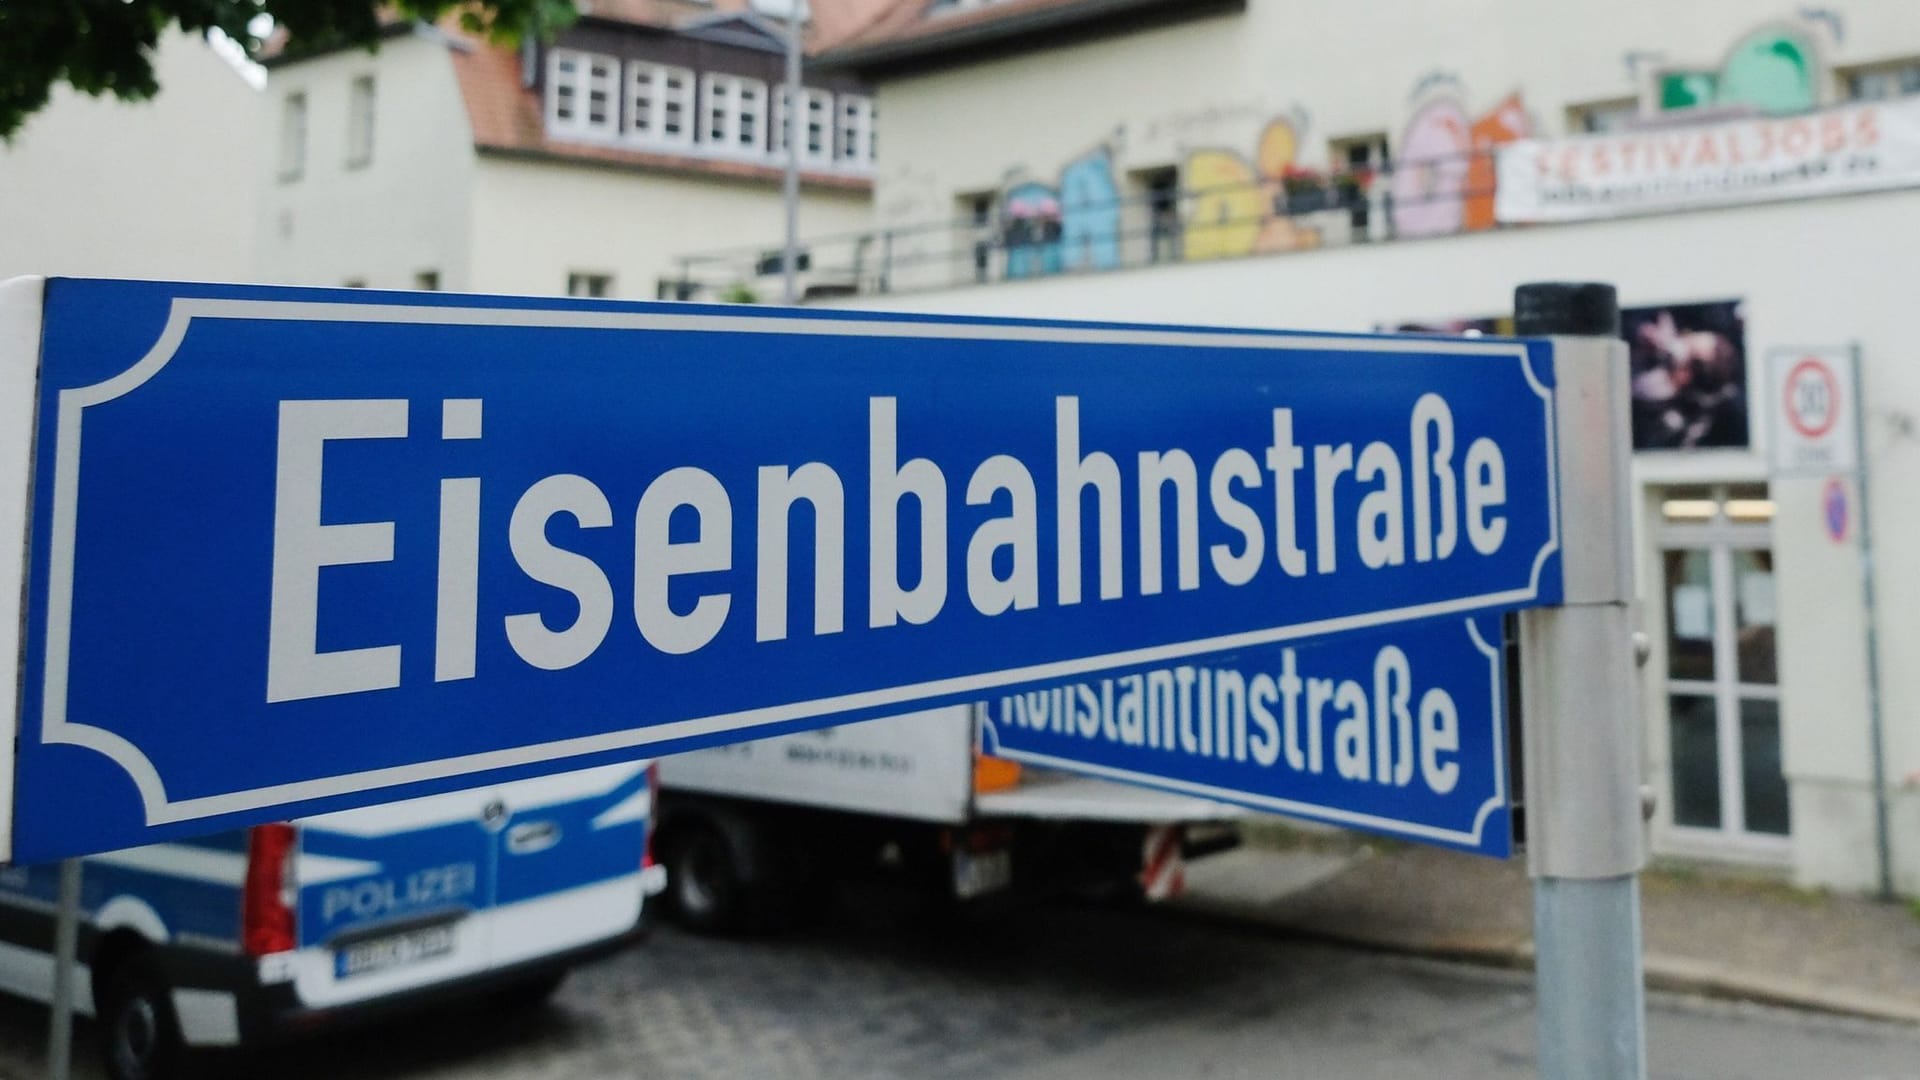 FESTIVALJOBS
Eisenbahnstraße
Konstantinstraße
30
POLIZEI